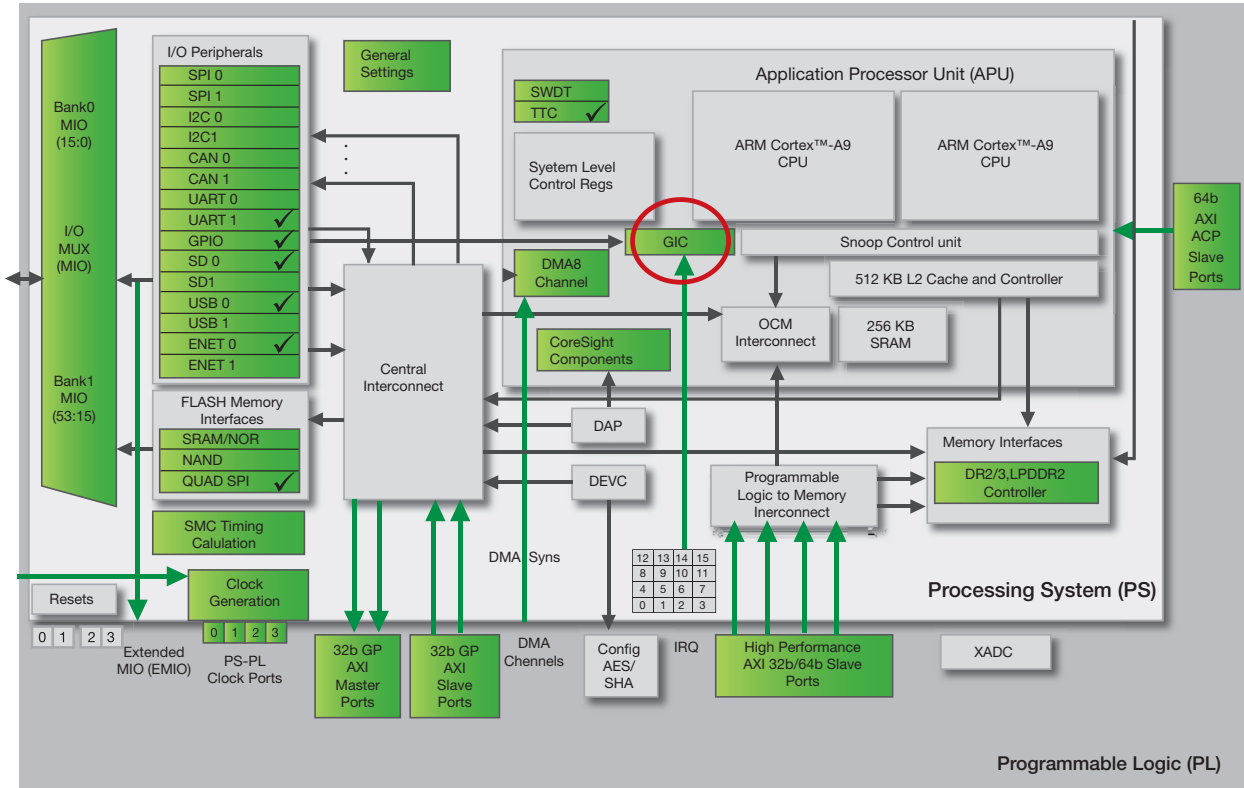 I/O Peripherals
SPI 0
SPI 1
I2C 0
I2C1
CAN 0
CAN 1
UART 0
UART 1
GPIO
SD 0
SD1
USB 0
USB 1
ENET 0
ENET 1
Bank0
MIO
(15:0)
I/O
MUX
(MIO)
Bank1
MIO
(53:15)
FLASH Memory
Interfaces
SRAM/NOR
NAND
QUAD SPI
SMC Timing
Calulation
Clock
Generation
Resets
0 1 2 3
Extended
MIO (EMIO)
0 1 2 3
PS-PL
Clock Ports
General
Settings
Central
Interconnect
32b GP
AXI
Master
Ports
32b GP
AXI
Slave
Ports
DMA Syns
DMA
Channels
Application Processor Unit (APU)
SWDT
TTC
System Level
Control Regs
ARM Cortex™-A9
CPU
ARM Cortex™-A9
CPU
GIC
Snoop Control unit
DMA8
Channel
512 KB L2 Cache and Controller
OCM
Interconnect
256 KB
SRAM
CoreSight
Components
DAP
DEVC
Config
AES/
SHA
12 13 14 15
8 9 10 11
4 5 6 7
0 1 2 3
IRQ
Programmable
Logic to Memory
Inerconnect
High Performance
AXI 32b/64b Slave
Ports
Memory Interfaces
DR2/3,LPDDR2
Controller
64b
AXI
ACP
Slave
Ports
Processing System (PS)
XADC
Programmable Logic (PL)